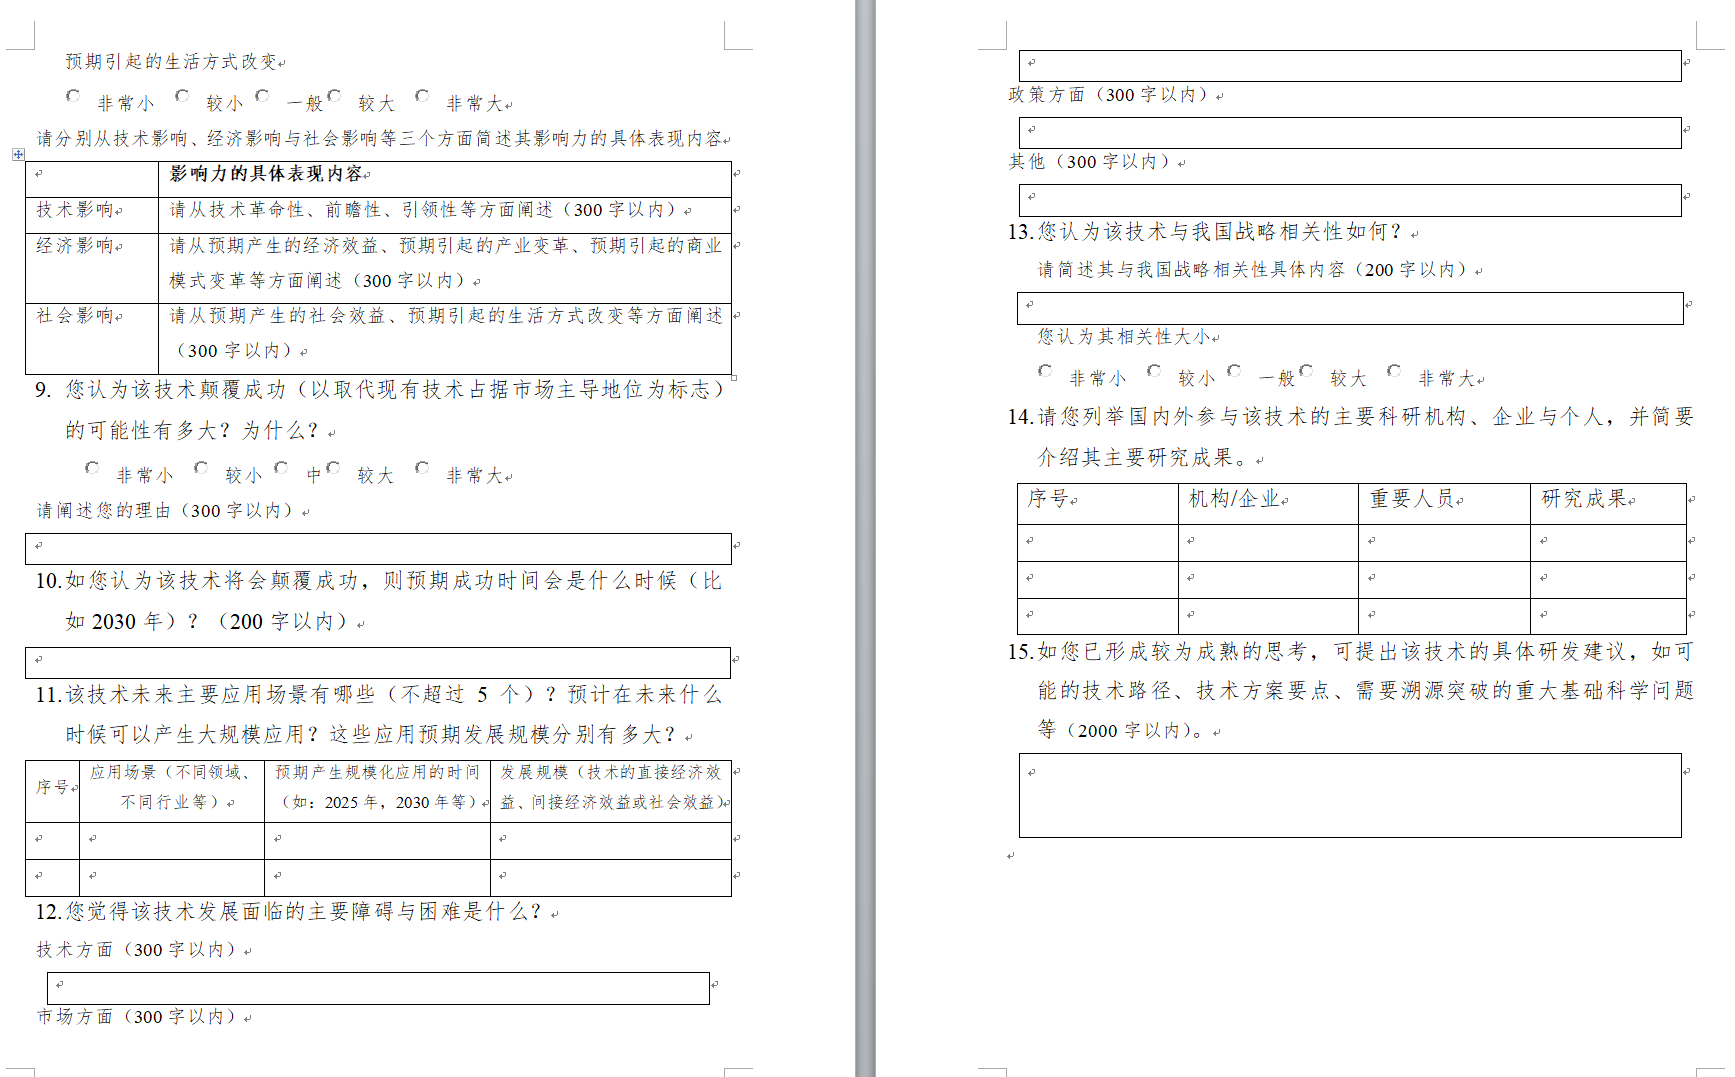 预期引起的生活方式改变
非常小 较小 一般 较大 非常大
请分别从技术影响、经济影响与社会影响等三个方面简述其影响力的具体表现内容
影响力的具体表现内容
技术影响 请从技术革命性、前瞻性、引领性等方面阐述（300 字以内）
经济影响 请从预期产生的经济效益、预期引起的产业变革、预期引起的商业
模式变革等方面阐述（300 字以内）
社会影响 请从预期产生的社会效益、预期引起的生活方式改变等方面阐述
（300 字以内）
9. 您认为该技术颠覆成功（以取代现有技术占据市场主导地位为标志）
的可能性有多大？为什么？
非常小 较小 中 较大 非常大
请阐述您的理由（300 字以内）
10. 如您认为该技术将会颠覆成功，则预期成功时间会是什么时候（比
如 2030 年）？（200 字以内）
11. 该技术未来主要应用场景有哪些（不超过 5 个）？预计在未来什么
时候可以产生大规模应用？这些应用预期发展规模分别有多大？
序号 应用场景（不同领域、 预期产生规模化应用的时间 发展规模（技术的直接经济效
不同行业等） （如：2025 年，2030 年等） 益、间接经济效益或社会效益）
12. 您觉得该技术发展面临的主要障碍与困难是什么？
技术方面（300 字以内）
市场方面（300 字以内）
政策方面（300 字以内）
其他（300 字以内）
13. 您认为该技术与我国战略相关性如何？
请简述其与我国战略相关性具体内容（200 字以内）
您认为其相关性大小
非常小 较小 一般 较大 非常大
14. 请您列举国内外参与该技术的主要科研机构、企业与个人，并简要
介绍其主要研究成果。
序号 机构/企业 重要人员 研究成果
15. 如您已形成较为成熟的思考，可提出该技术的具体研发建议，如可
能的技术路径、技术方案要点、需要溯源突破的重大基础科学问题
等（2000 字以内）。